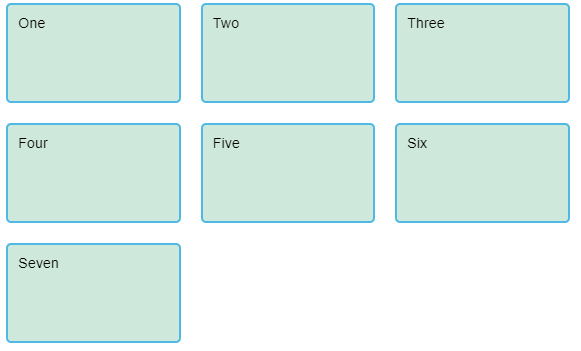 One
Two
Three
Four
Five
Six
Seven